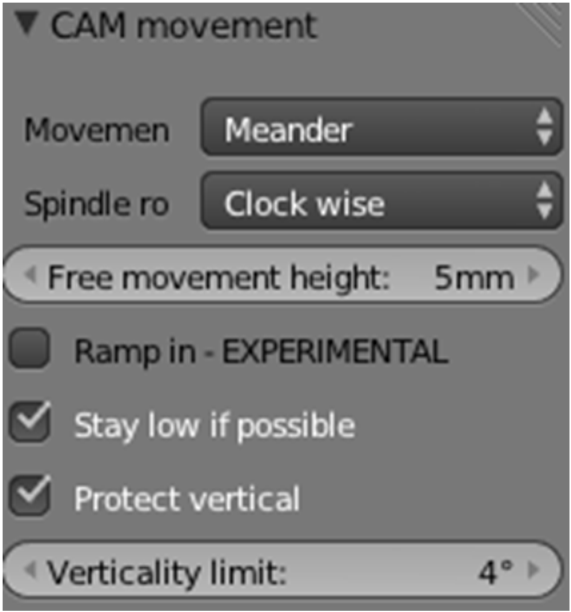 CAM movement
Movemen Meander
Spindle ro Clock wise
Free movement height: 5mm
Ramp in - EXPERIMENTAL
Stay low if possible
Protect vertical
Verticality limit: 4°